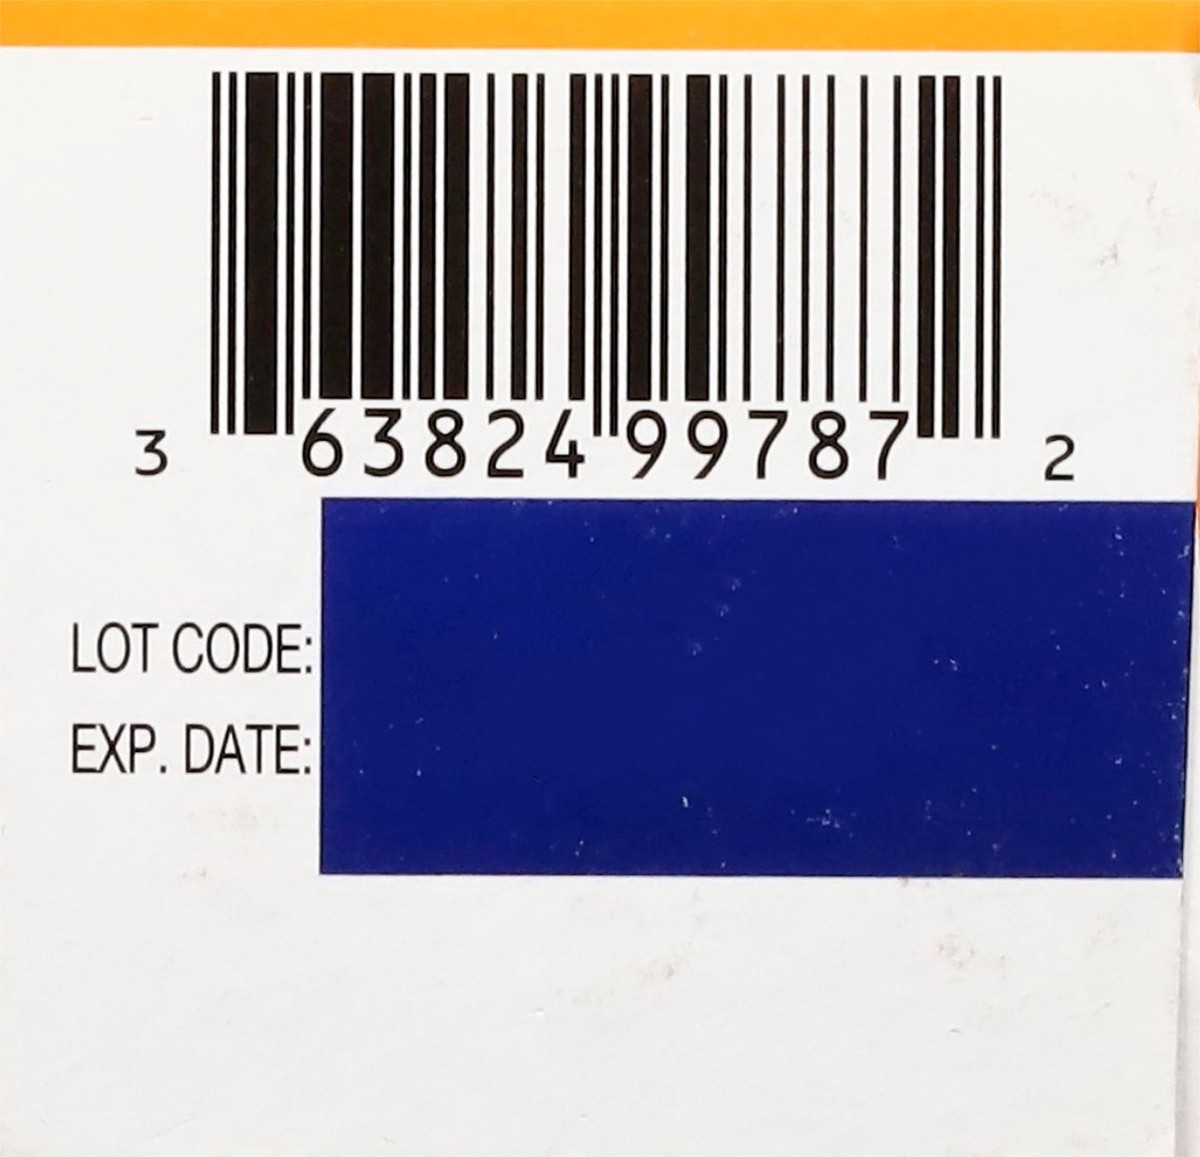 3 63824 99787 2
LOT CODE:
EXP. DATE: